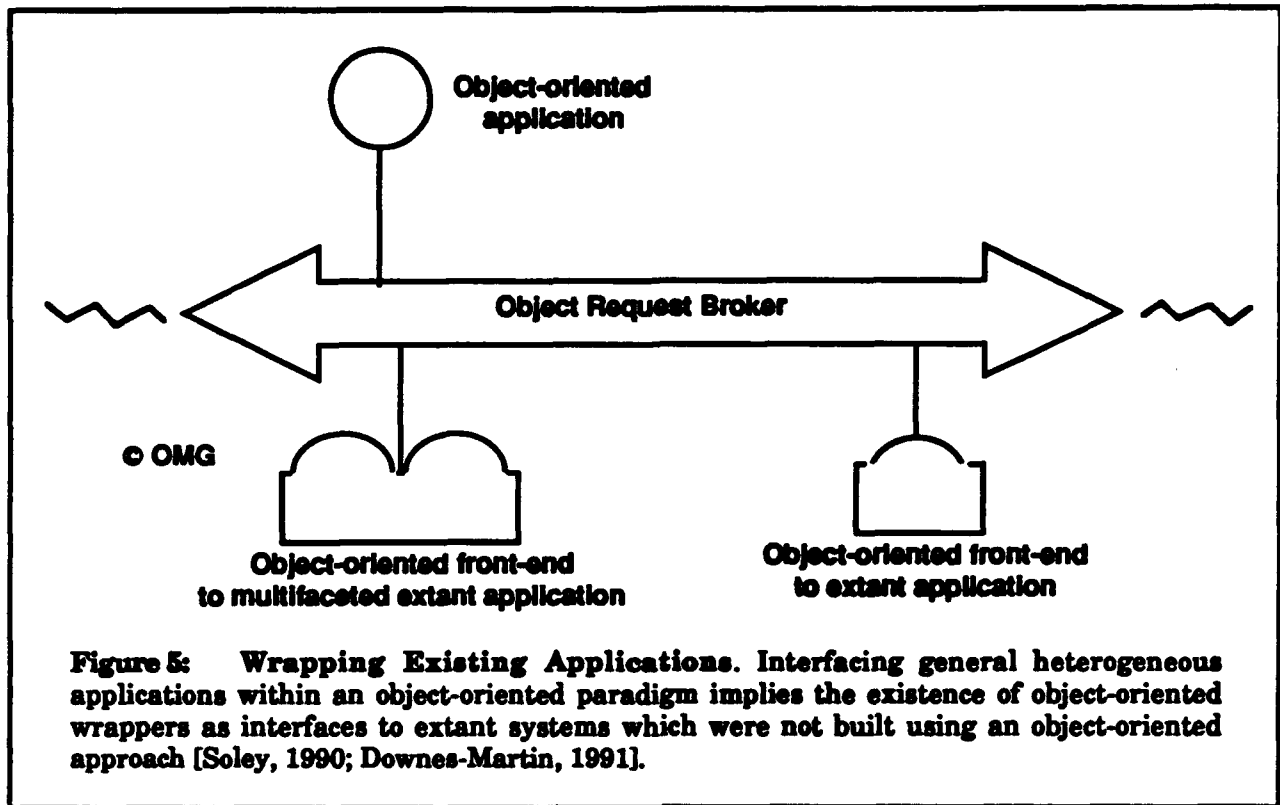 Object-oriented
application
Object Request Broker
© OMG
Object-oriented front-end
to multifaceted extant application
Object-oriented front-end
to extant application
Figure 5: Wrapping Existing Applications. Interfacing general heterogeneous
applications within an object-oriented paradigm implies the existence of object-oriented
wrappers as interfaces to extant systems which were not built using an object-oriented
approach [Soley, 1990; Downes-Martin, 1991].